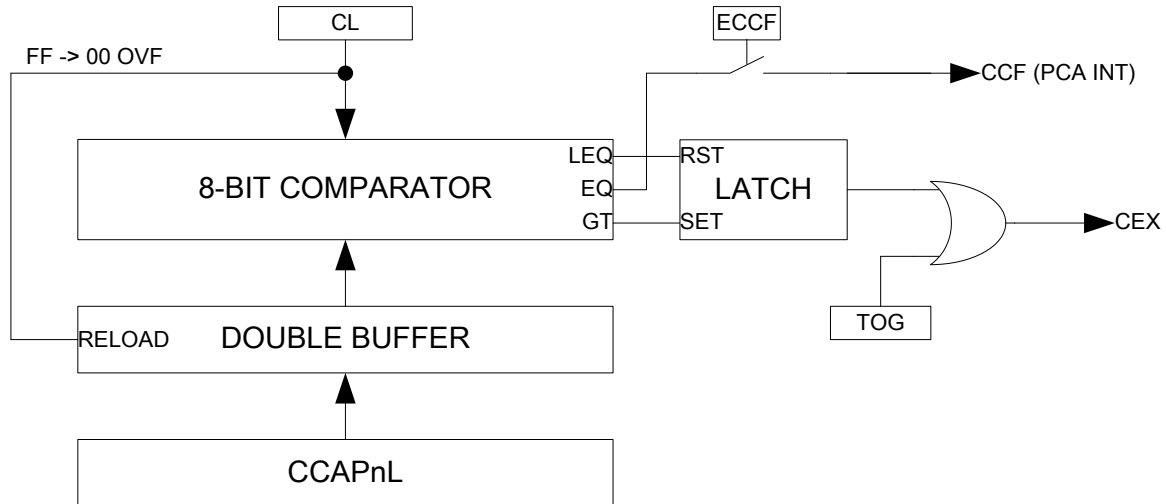 CL
ECCF
FF -> 00 OVF
CCF (PCA INT)
8-BIT COMPARATOR
LEQ
EQ
GT
RST
SET
LATCH
CEX
TOG
RELOAD
DOUBLE BUFFER
CCAPnL